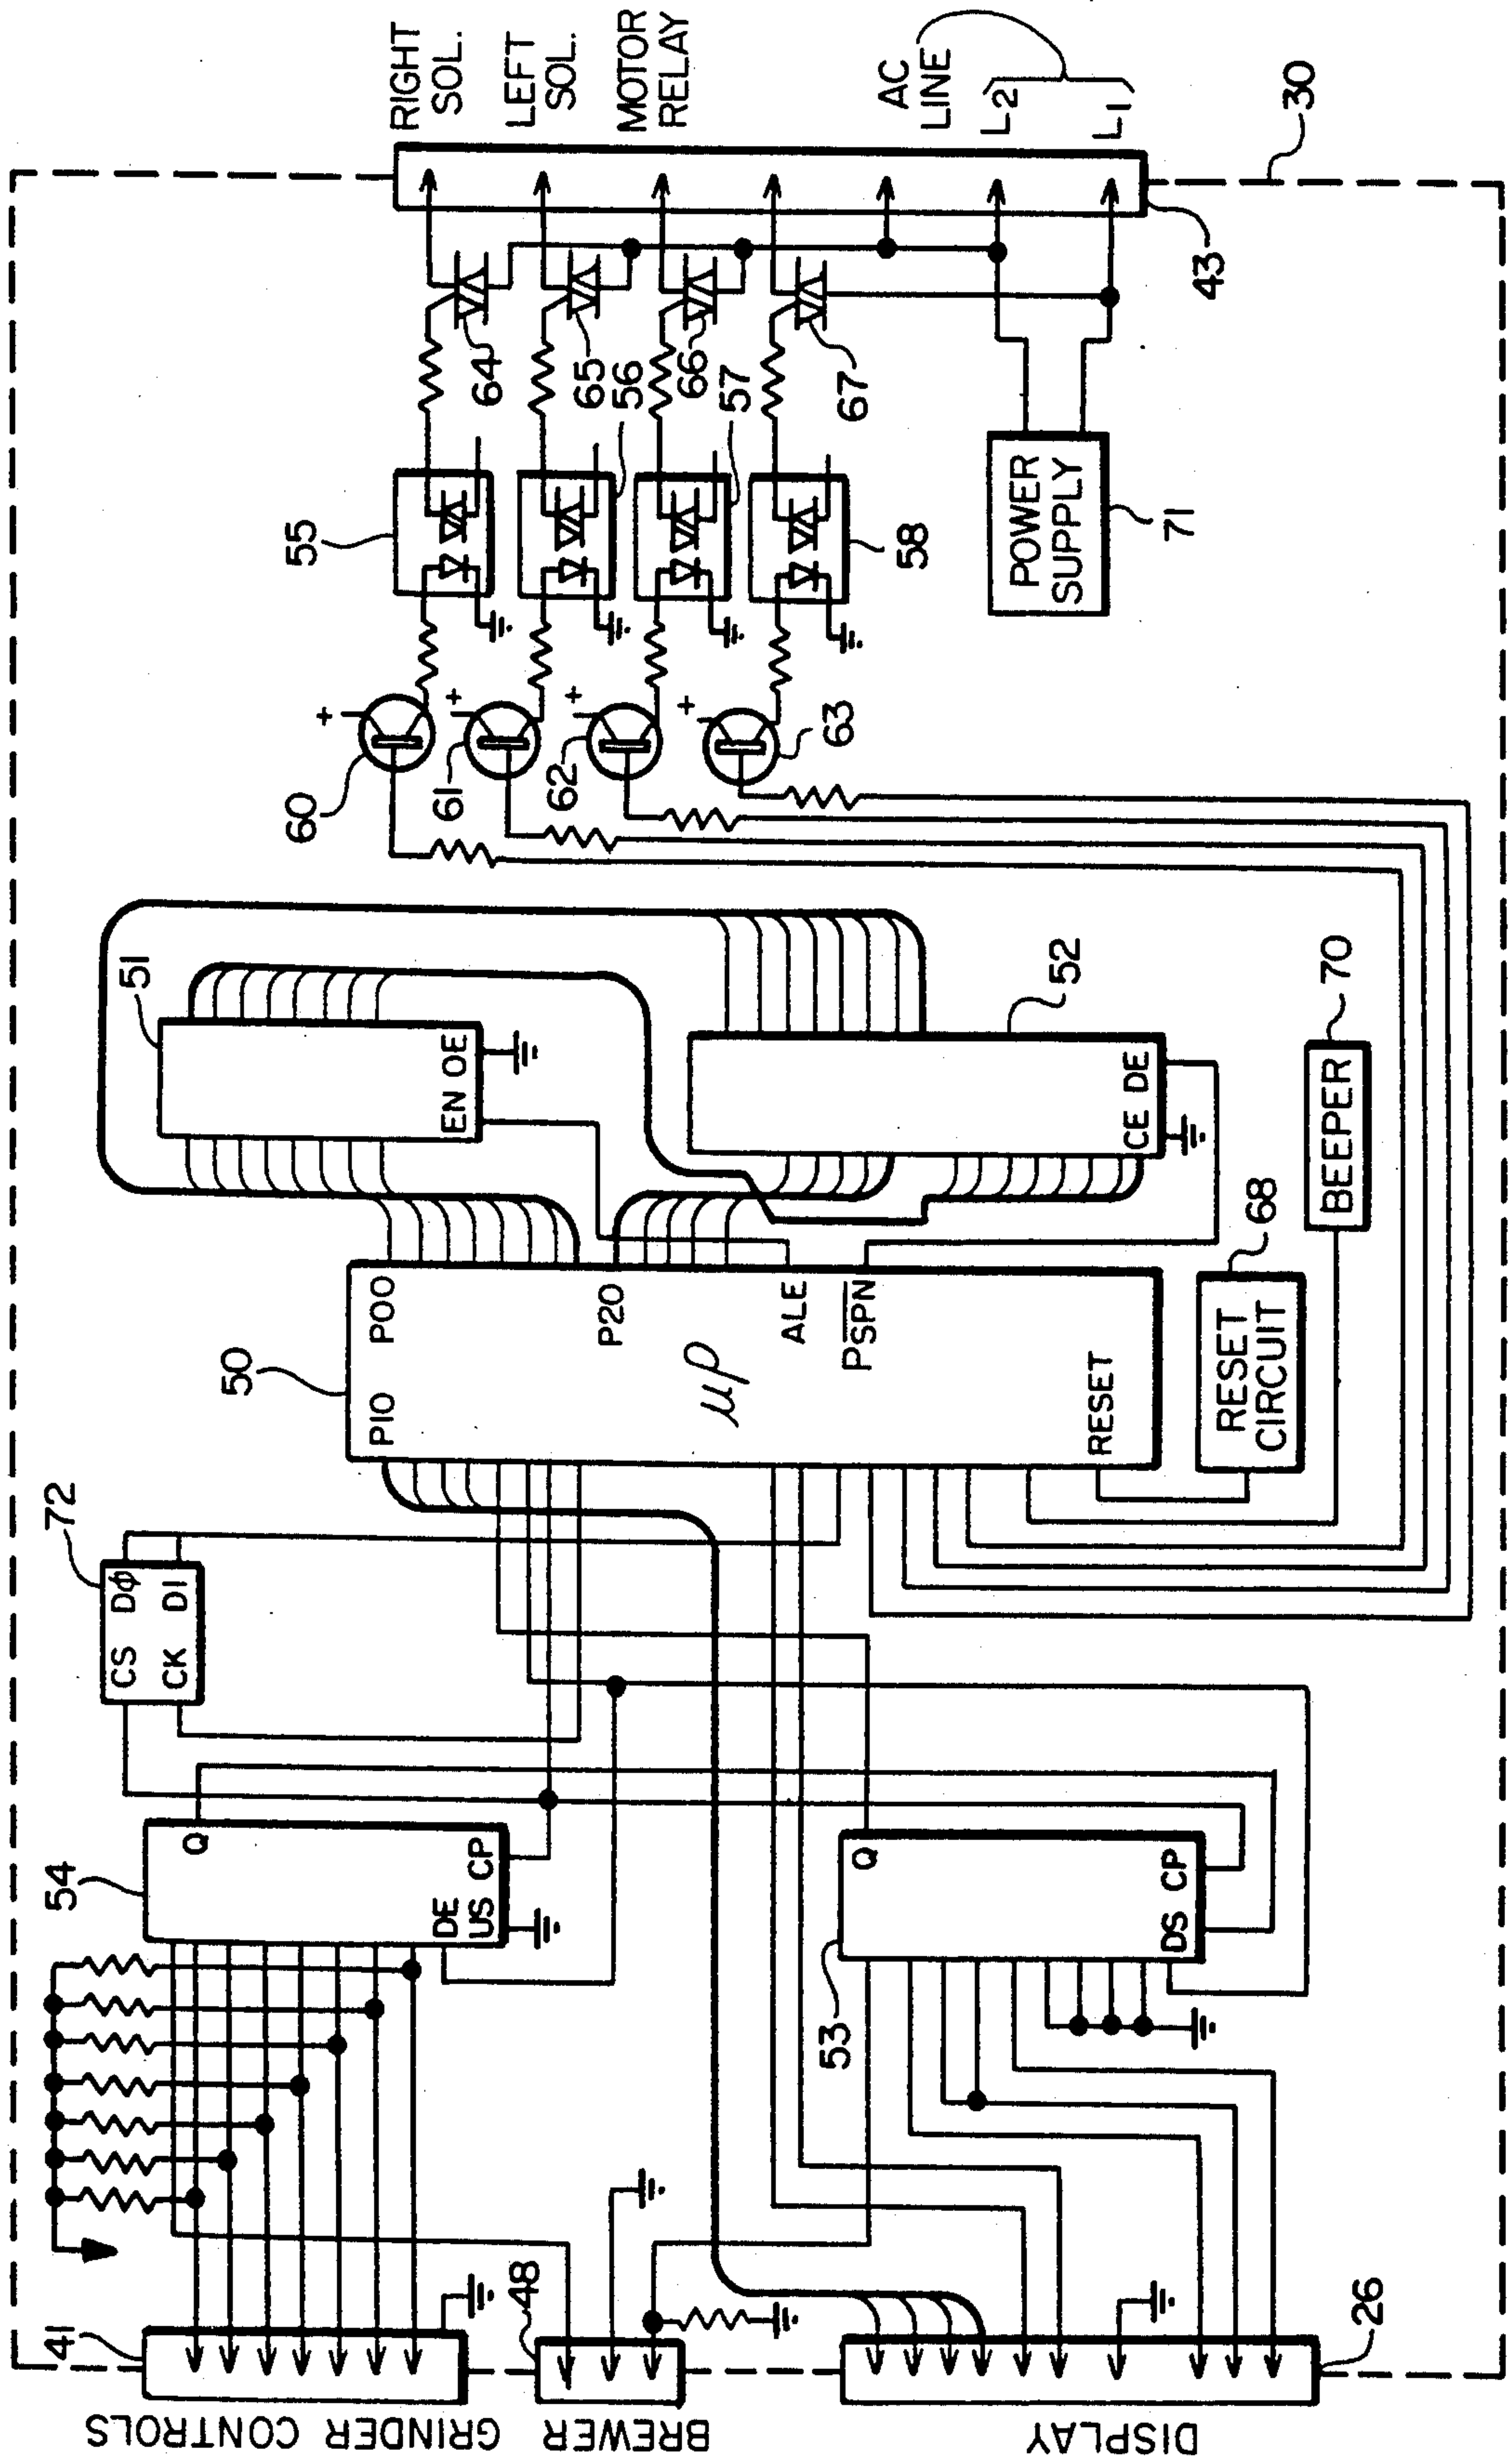 RIGHT
SOL.
LEFT
SOL.
MOTOR
RELAY
AC
LINE
L2
L1
30
43
64
65
66
67
55
56
57
58
POWER
SUPPLY
71
+
+
+
+
60
61
62
63
51
EN OE
52
CE DE
70
BEEPER
68
RESET
CIRCUIT
50
P10 P00
P20
μP
ALE
PSPN
RESET
72
CS DΦ
CK DI
54
Q
DE
US CP
53
Q
DS CP
41
48
26
GRINDER CONTROLS
BREWER
DISPLAY